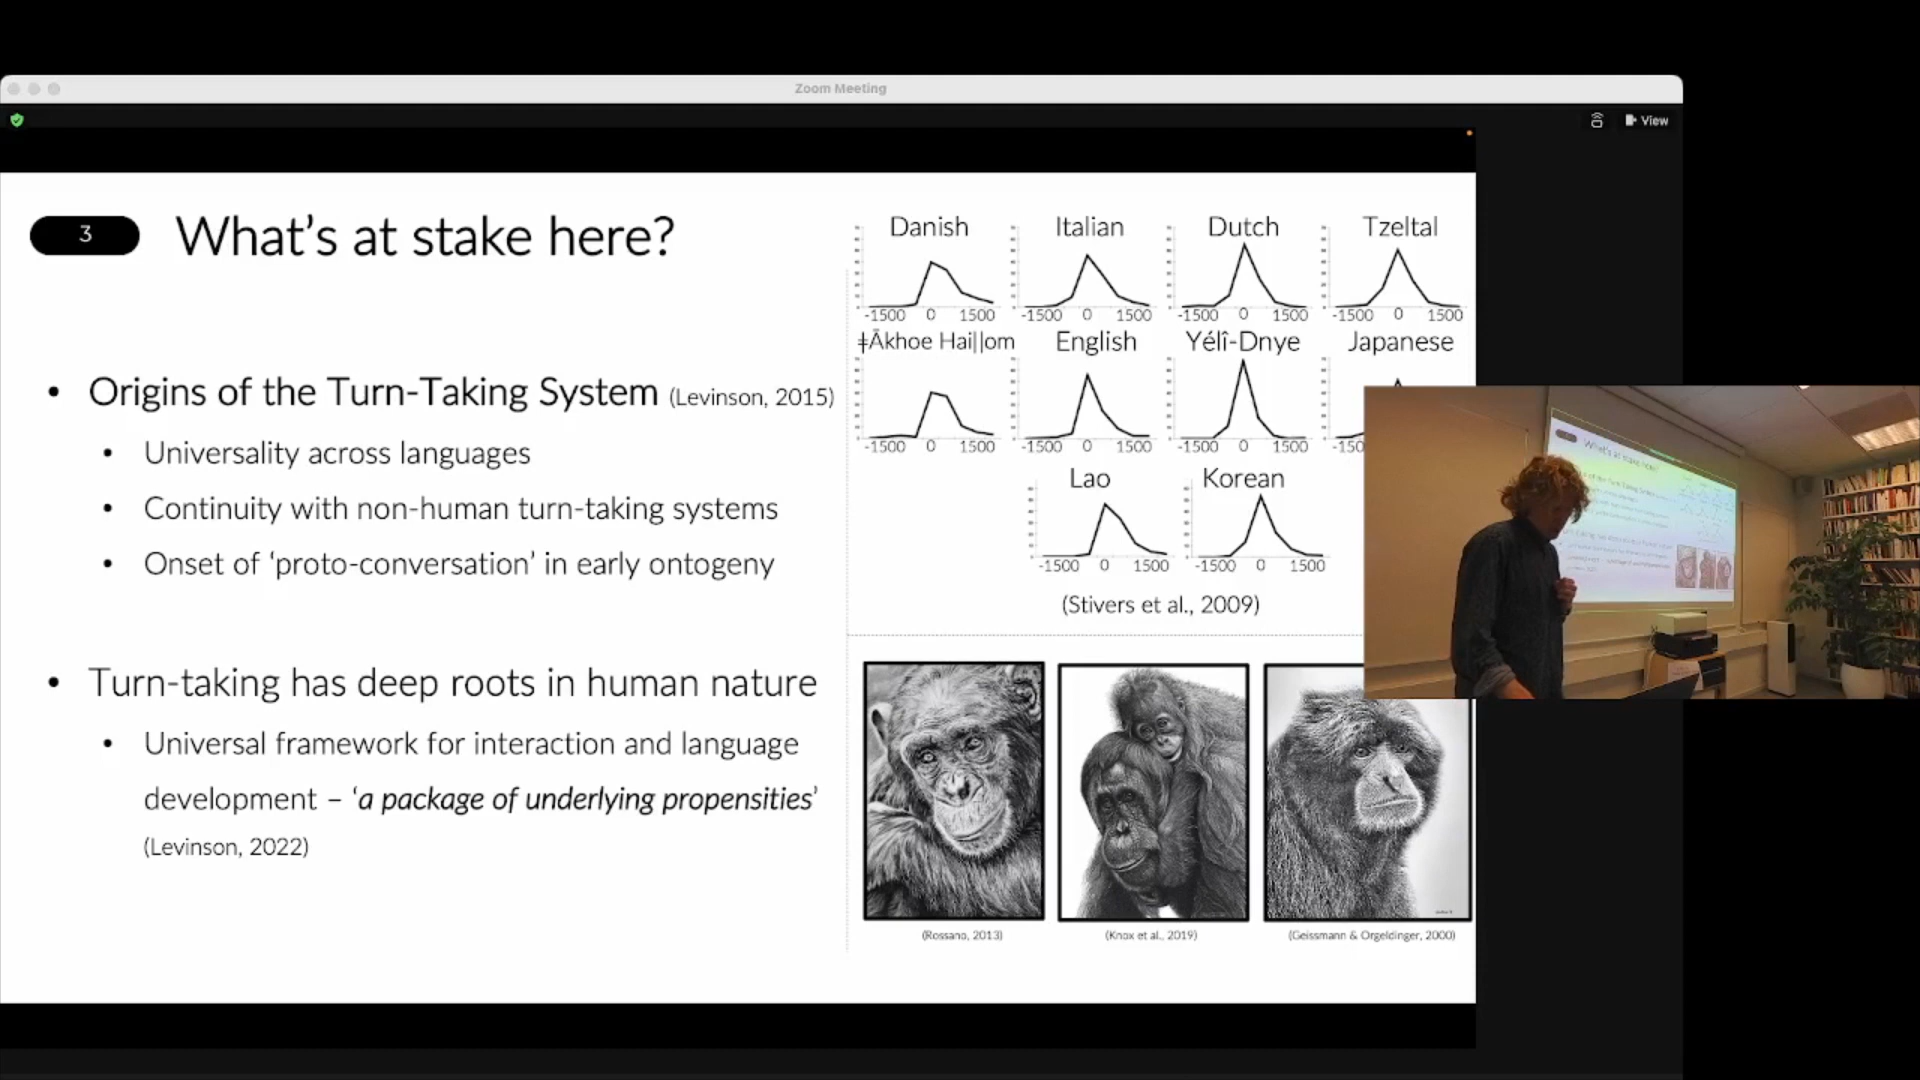 Zoom Meeting
View
3
What's at stake here?
• Origins of the Turn-Taking System (Levinson, 2015)
• Universality across languages
• Continuity with non-human turn-taking systems
• Onset of 'proto-conversation' in early ontogeny
• Turn-taking has deep roots in human nature
• Universal framework for interaction and language
development – 'a package of underlying propensities'
(Levinson, 2022)
Danish Italian Dutch Tzeltal
-1500 0 1500 -1500 0 1500 -1500 0 1500 -1500 0 1500
ǂĀkhoe Hai||om English Yélî-Dnye Japanese
-1500 0 1500 -1500 0 1500 -1500 0 1500 -150
Lao Korean
-1500 0 1500 -1500 0 1500
(Stivers et al., 2009)
(Rossano, 2013) (Knox et al., 2019) (Geissmann & Orgeldinger, 2000)
What's at stake here?